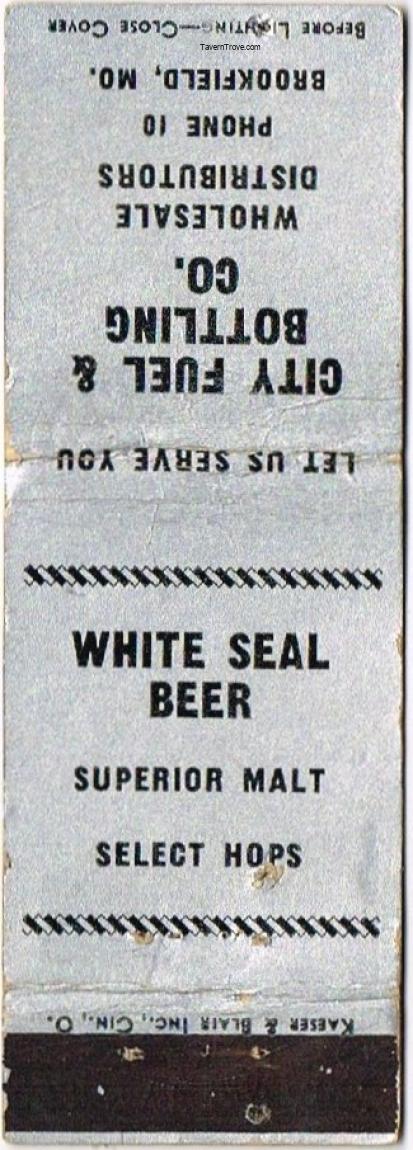 LET US SERVE YOU
CITY FUEL &
BOTTLING
CO.
WHOLESALE
DISTRIBUTORS
PHONE 10
BROOKFIELD, MO.
BEFORE LIGHTING—CLOSE COVER
TavernTrove.com
WHITE SEAL
BEER
SUPERIOR MALT
SELECT HOPS
KAESER & BLAIR INC., CIN., O.